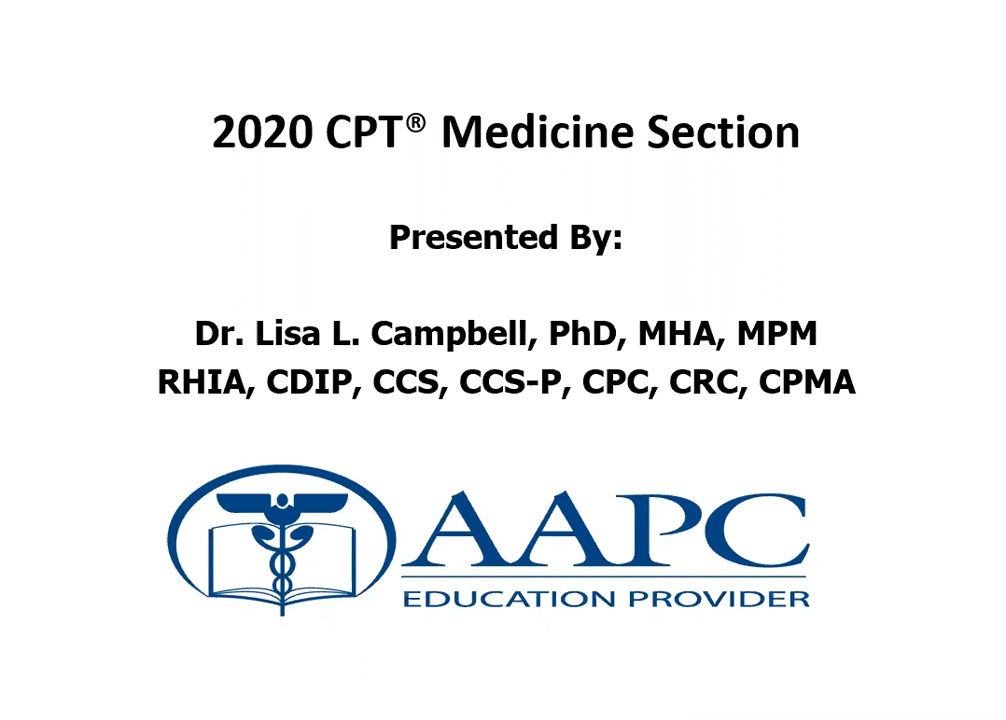 2020 CPT® Medicine Section
Presented By:
Dr. Lisa L. Campbell, PhD, MHA, MPM
RHIA, CDIP, CCS, CCS-P, CPC, CRC, CPMA
AAPC
EDUCATION PROVIDER